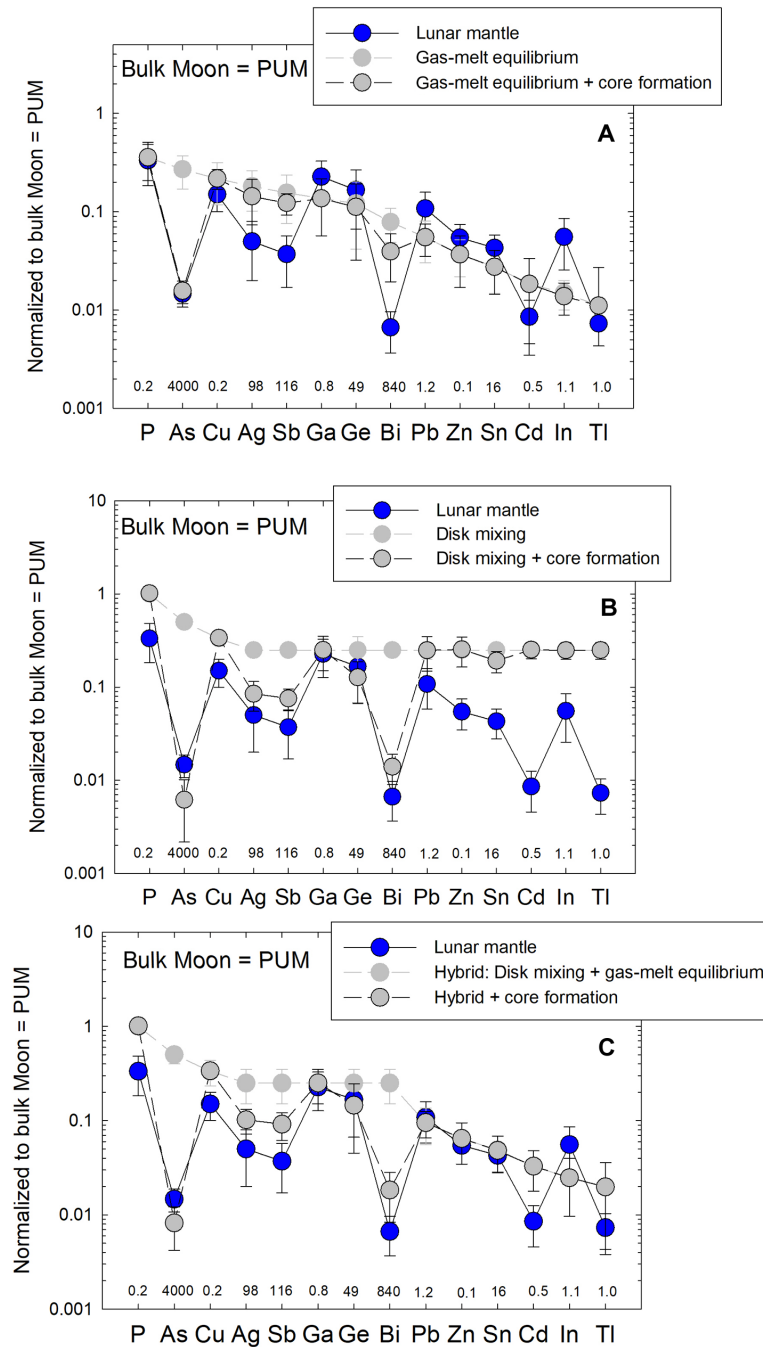 Lunar mantle
Gas-melt equilibrium
Gas-melt equilibrium + core formation
Bulk Moon = PUM
A
Normalized to bulk Moon = PUM
1
0.1
0.01
0.001
0.2 4000 0.2 98 116 0.8 49 840 1.2 0.1 16 0.5 1.1 1.0
P As Cu Ag Sb Ga Ge Bi Pb Zn Sn Cd In Tl
Lunar mantle
Disk mixing
Disk mixing + core formation
Bulk Moon = PUM
B
Normalized to bulk Moon = PUM
10
1
0.1
0.01
0.001
0.2 4000 0.2 98 116 0.8 49 840 1.2 0.1 16 0.5 1.1 1.0
P As Cu Ag Sb Ga Ge Bi Pb Zn Sn Cd In Tl
Lunar mantle
Hybrid: Disk mixing + gas-melt equilibrium
Hybrid + core formation
Bulk Moon = PUM
C
Normalized to bulk Moon = PUM
10
1
0.1
0.01
0.001
0.2 4000 0.2 98 116 0.8 49 840 1.2 0.1 16 0.5 1.1 1.0
P As Cu Ag Sb Ga Ge Bi Pb Zn Sn Cd In Tl